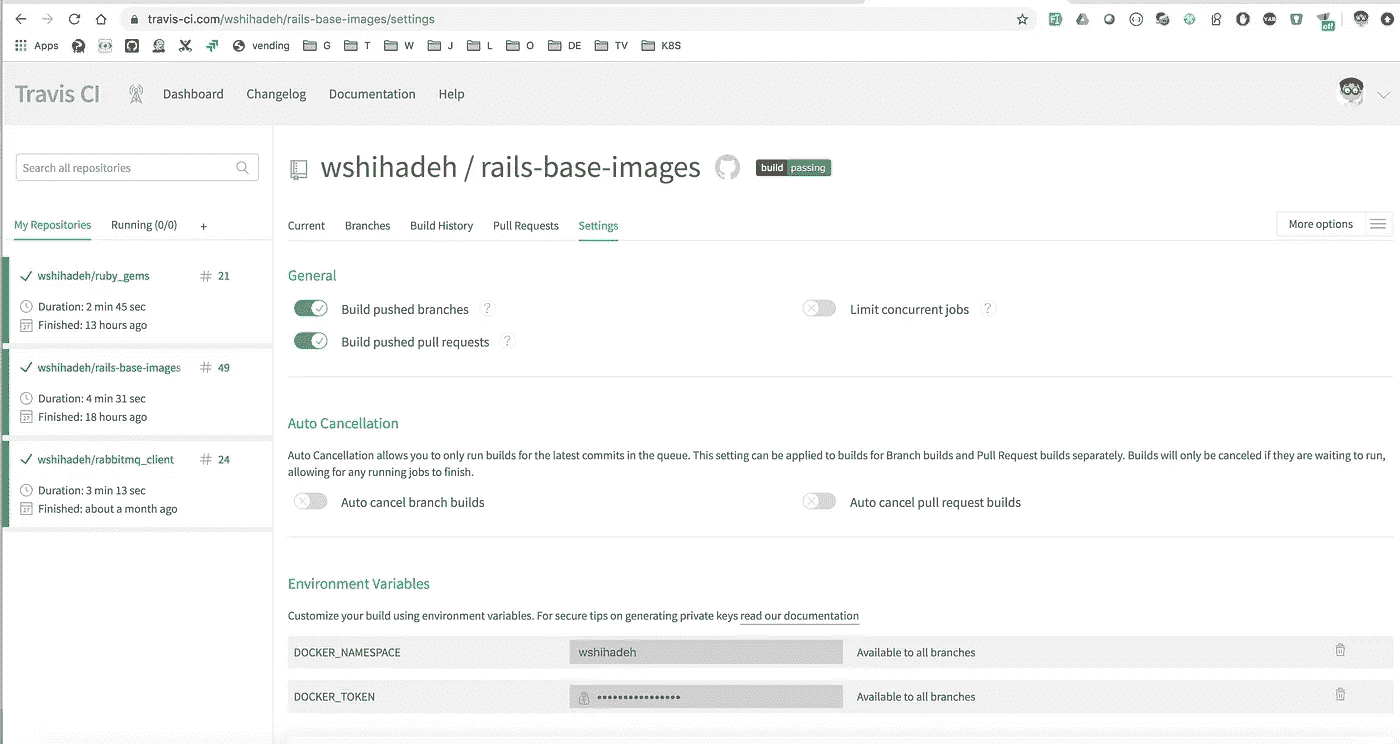 travis-ci.com/wshihadeh/rails-base-images/settings
off
Apps vending G T W J L O DE TV K8S
Travis CI Dashboard Changelog Documentation Help
Search all repositories
wshihadeh / rails-base-images build passing
My Repositories Running (0/0) +
Current Branches Build History Pull Requests Settings More options
wshihadeh/ruby_gems # 21
Duration: 2 min 45 sec
Finished: 13 hours ago
wshihadeh/rails-base-images # 49
Duration: 4 min 31 sec
Finished: 18 hours ago
wshihadeh/rabbitmq_client # 24
Duration: 3 min 13 sec
Finished: about a month ago
General
Build pushed branches ? Limit concurrent jobs ?
Build pushed pull requests ?
Auto Cancellation
Auto Cancellation allows you to only run builds for the latest commits in the queue. This setting can be applied to builds for Branch builds and Pull Request builds separately. Builds will only be canceled if they are waiting to run,
allowing for any running jobs to finish.
Auto cancel branch builds Auto cancel pull request builds
Environment Variables
Customize your build using environment variables. For secure tips on generating private keys read our documentation
DOCKER_NAMESPACE wshihadeh Available to all branches
DOCKER_TOKEN •••••••••••••••• Available to all branches